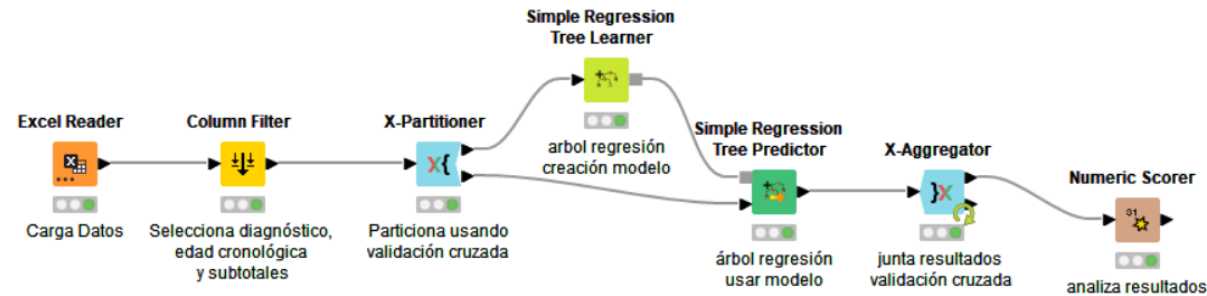 Simple Regression
Tree Learner
Excel Reader
Column Filter
X-Partitioner
X{
arbol regresión
creación modelo
Simple Regression
Tree Predictor
X-Aggregator
}X
Numeric Scorer
31
Carga Datos
Selecciona diagnóstico,
edad cronológica
y subtotales
Particiona usando
validación cruzada
árbol regresión
usar modelo
junta resultados
validación cruzada
analiza resultados